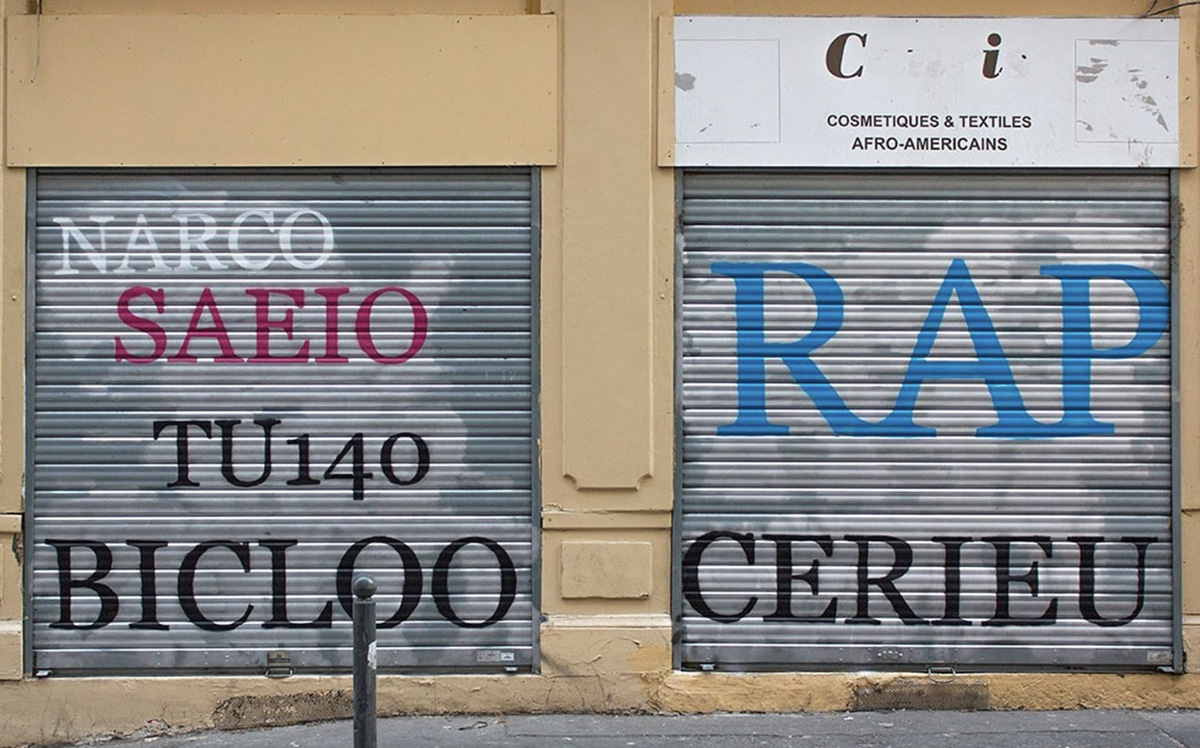 NARCO
SAEIO
TU140
BICLOO
C i
COSMETIQUES & TEXTILES
AFRO-AMERICAINS
RAP
CERIEU